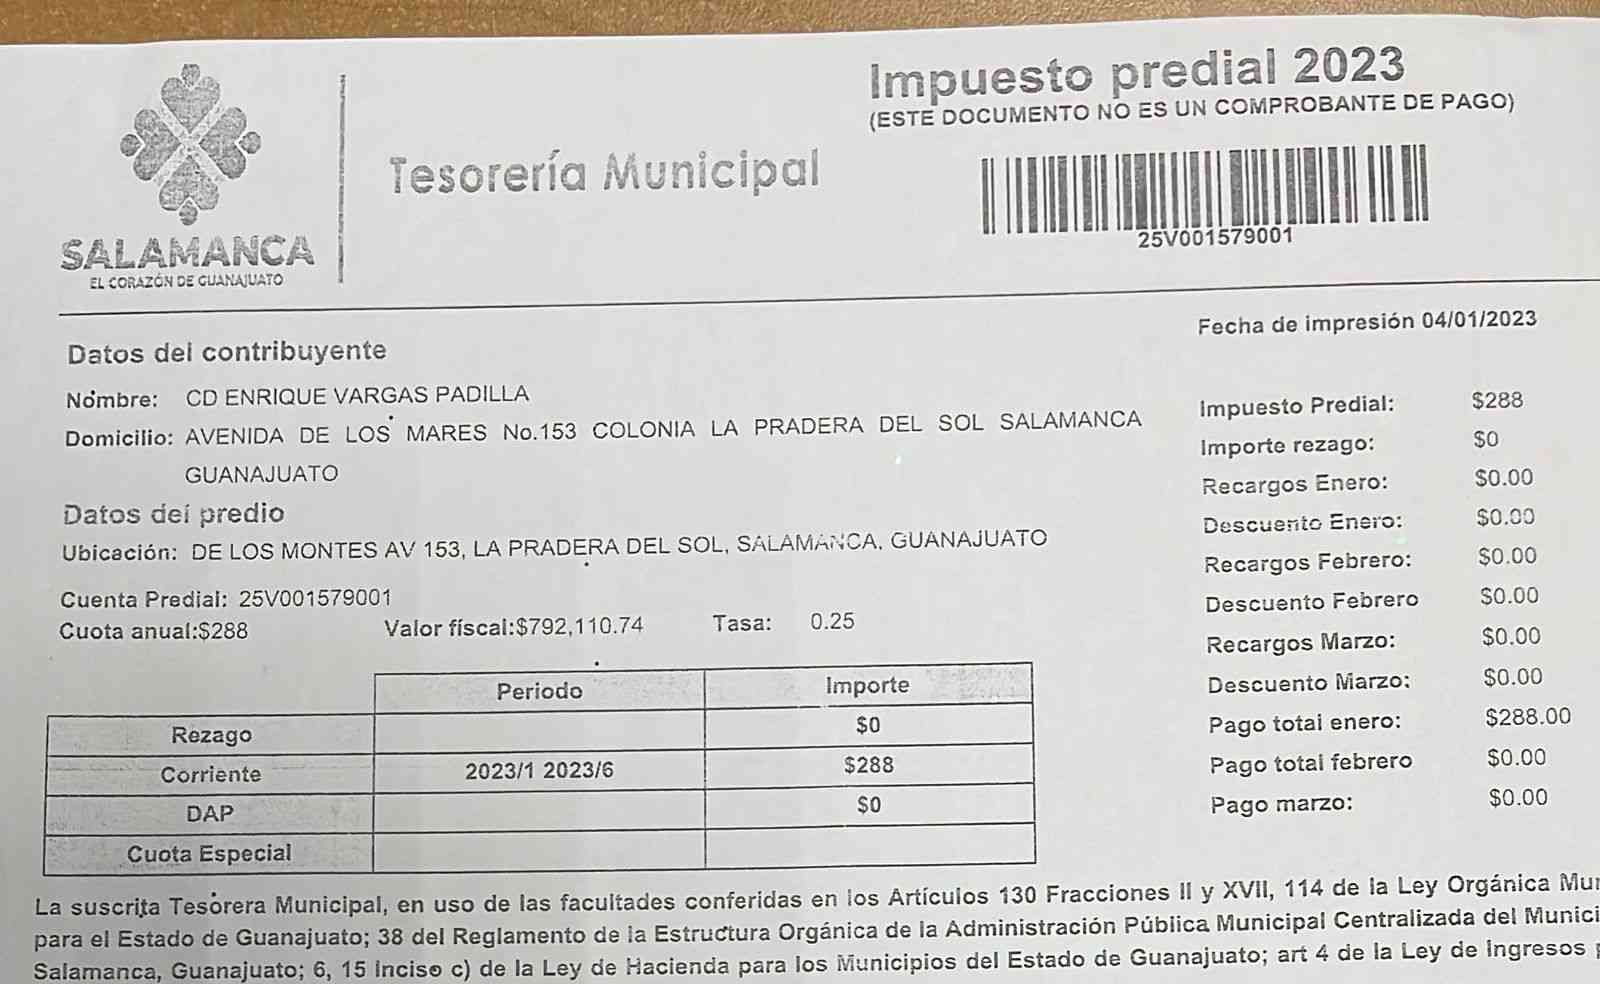 Impuesto predial 2023
(ESTE DOCUMENTO NO ES UN COMPROBANTE DE PAGO)
Tesorería Municipal
25V001579001
SALAMANCA
EL CORAZÓN DE GUANAJUATO
Fecha de impresión 04/01/2023
Datos del contribuyente
Nombre: CD ENRIQUE VARGAS PADILLA
Domicilio: AVENIDA DE LOS MARES No.153 COLONIA LA PRADERA DEL SOL SALAMANCA
GUANAJUATO
Datos del predio
Ubicación: DE LOS MONTES AV 153, LA PRADERA DEL SOL, SALAMANCA, GUANAJUATO
Cuenta Predial: 25V001579001
Cuota anual:$288 Valor fiscal:$792,110.74 Tasa: 0.25
Periodo Importe
Rezago $0
Corriente 2023/1 2023/6 $288
DAP $0
Cuota Especial
Impuesto Predial: $288
Importe rezago: $0
Recargos Enero: $0.00
Descuento Enero: $0.00
Recargos Febrero: $0.00
Descuento Febrero $0.00
Recargos Marzo: $0.00
Descuento Marzo: $0.00
Pago total enero: $288.00
Pago total febrero $0.00
Pago marzo: $0.00
La suscrita Tesorera Municipal, en uso de las facultades conferidas en los Artículos 130 Fracciones II y XVII, 114 de la Ley Orgánica Mun
para el Estado de Guanajuato; 38 del Reglamento de la Estructura Orgánica de la Administración Pública Municipal Centralizada del Munici
Salamanca, Guanajuato; 6, 15 inciso c) de la Ley de Hacienda para los Municipios del Estado de Guanajuato; art 4 de la Ley de Ingresos